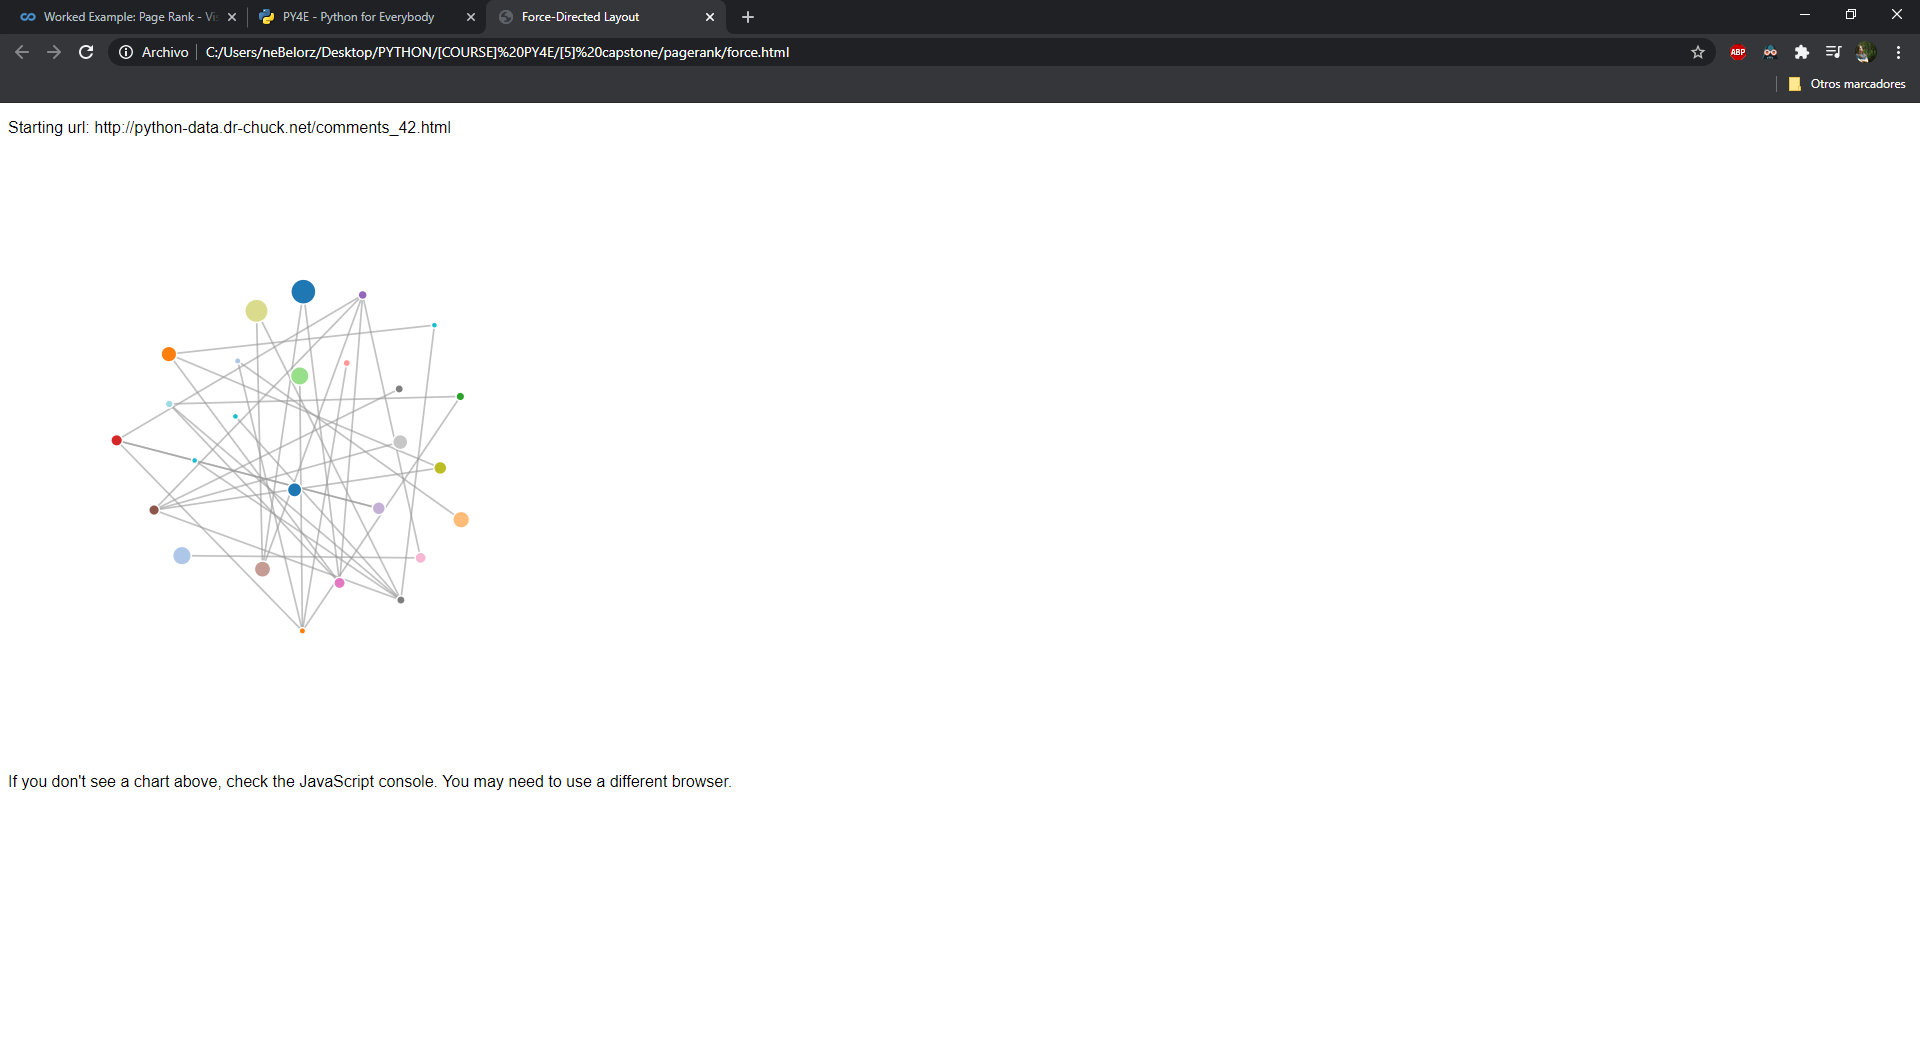 Worked Example: Page Rank - Vis
PY4E - Python for Everybody
Force-Directed Layout
Archivo
C:/Users/neBelorz/Desktop/PYTHON/[COURSE]%20PY4E/[5]%20capstone/pagerank/force.html
ABP
Otros marcadores
Starting url: http://python-data.dr-chuck.net/comments_42.html
If you don't see a chart above, check the JavaScript console. You may need to use a different browser.